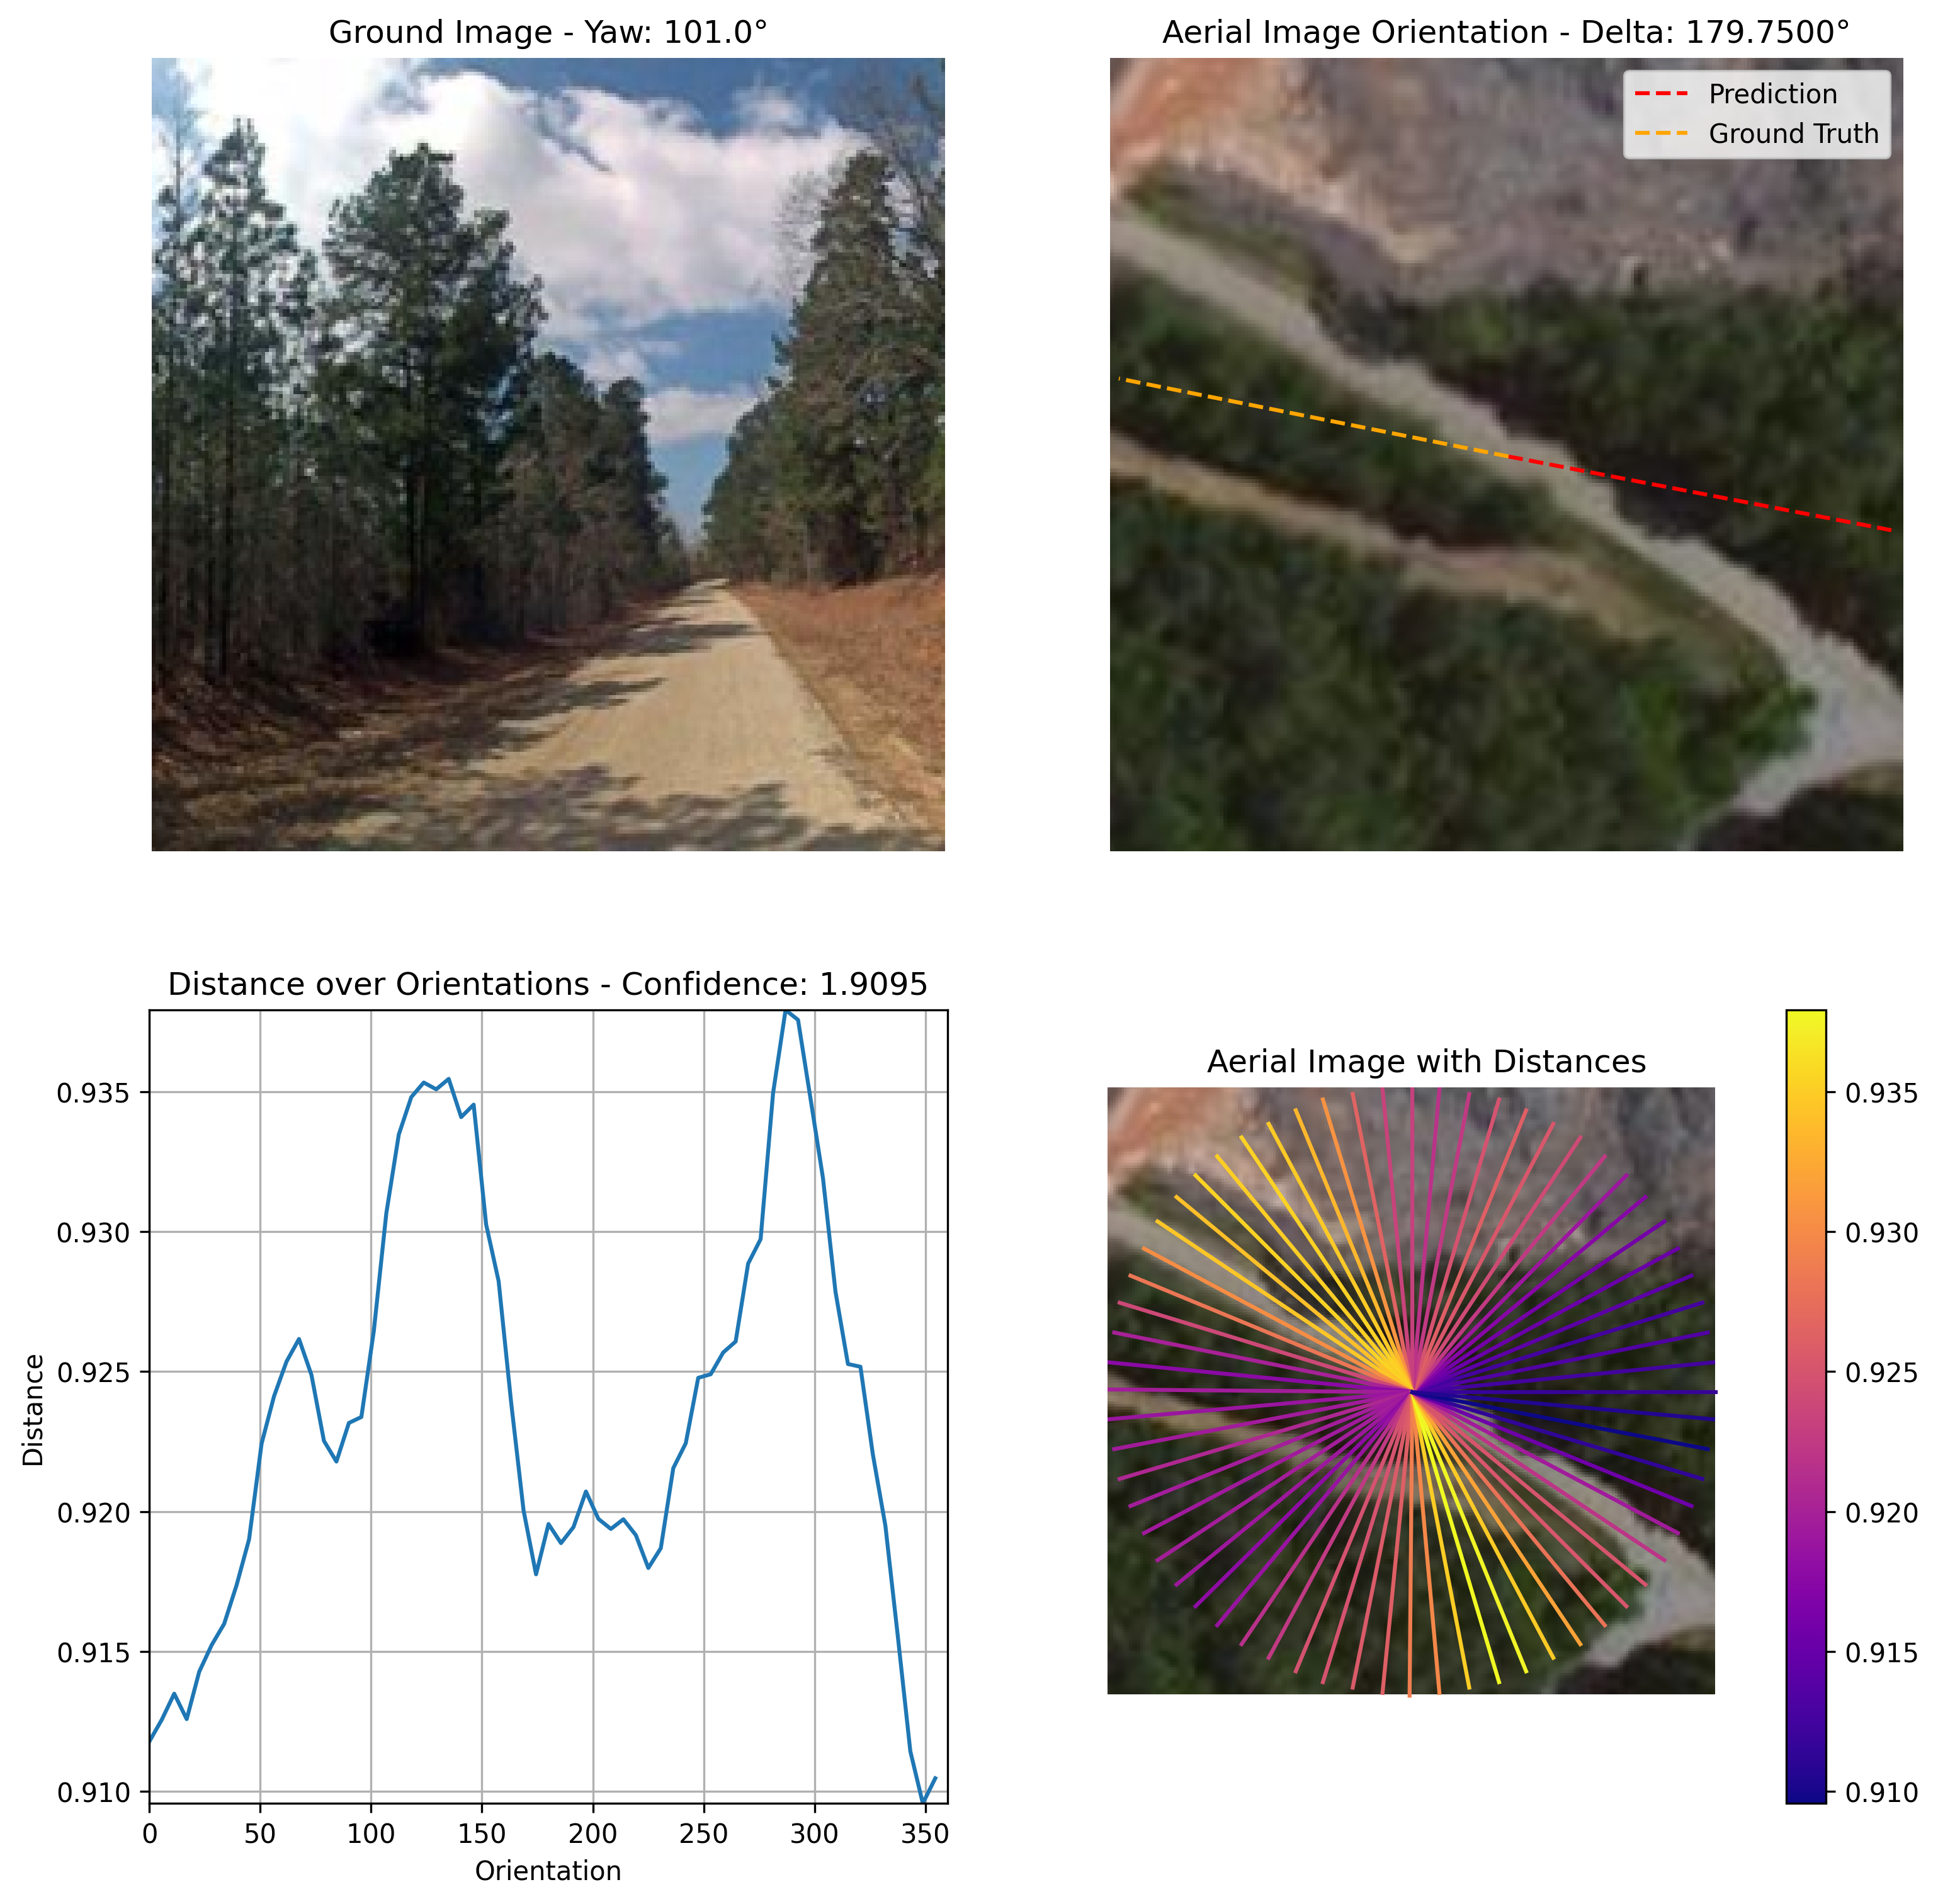 Ground Image - Yaw: 101.0°
Aerial Image Orientation - Delta: 179.7500°
Prediction
Ground Truth
Distance over Orientations - Confidence: 1.9095
0.935
0.930
0.925
0.920
0.915
0.910
Distance
0
50
100
150
200
250
300
350
Orientation
Aerial Image with Distances
0.935
0.930
0.925
0.920
0.915
0.910